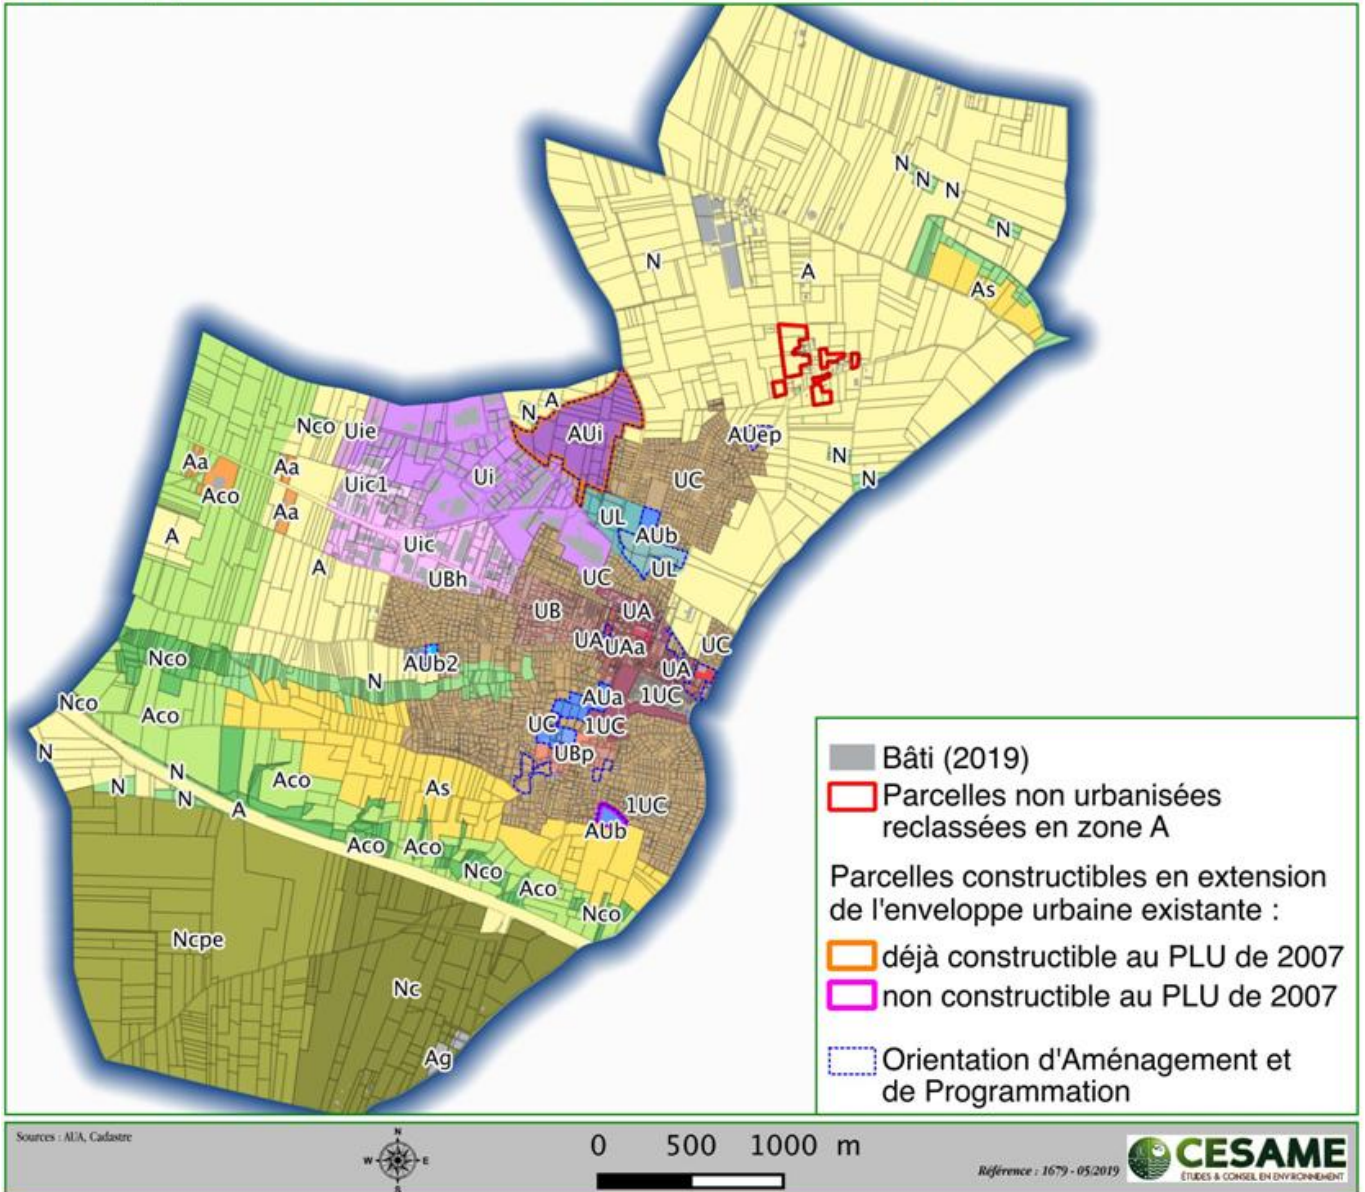 N
N
N
N
N
A
As
N
A
AUi
AUep
Nco
Uie
UC
N
N
Aa
Aa
Aco
Uic1
Ui
Aa
UL
AUb
A
Uic
A
UBh
UC
UL
UB
UA
UA
UAa
UC
Nco
AUb2
UA
N
1UC
Nco
AUa
Aco
UC
1UC
N
UBp
N
N
N
Aco
As
A
1UC
AUb
Aco
Aco
Nco
Aco
Nco
Ncpe
Nc
Ag
Bâti (2019)
Parcelles non urbanisées
reclassées en zone A
Parcelles constructibles en extension
de l'enveloppe urbaine existante :
déjà constructible au PLU de 2007
non constructible au PLU de 2007
Orientation d'Aménagement et
de Programmation
Sources : AUA, Cadastre
N
W E
S
0 500 1000 m
Référence : 1679 - 05/2019
CESAME
ÉTUDES & CONSEIL EN ENVIRONNEMENT